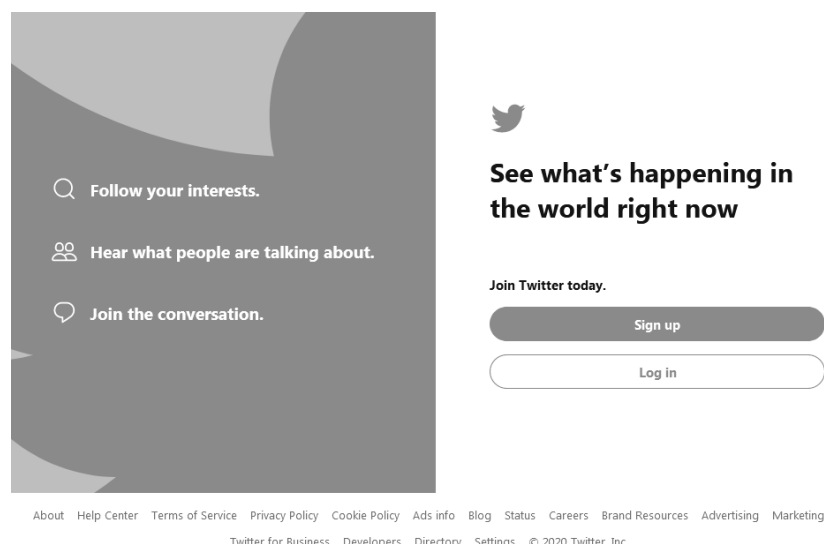 Follow your interests.
Hear what people are talking about.
Join the conversation.
See what's happening in
the world right now
Join Twitter today.
Sign up
Log in
About Help Center Terms of Service Privacy Policy Cookie Policy Ads info Blog Status Careers Brand Resources Advertising Marketing
Twitter for Business Developers Directory Settings © 2020 Twitter, Inc.